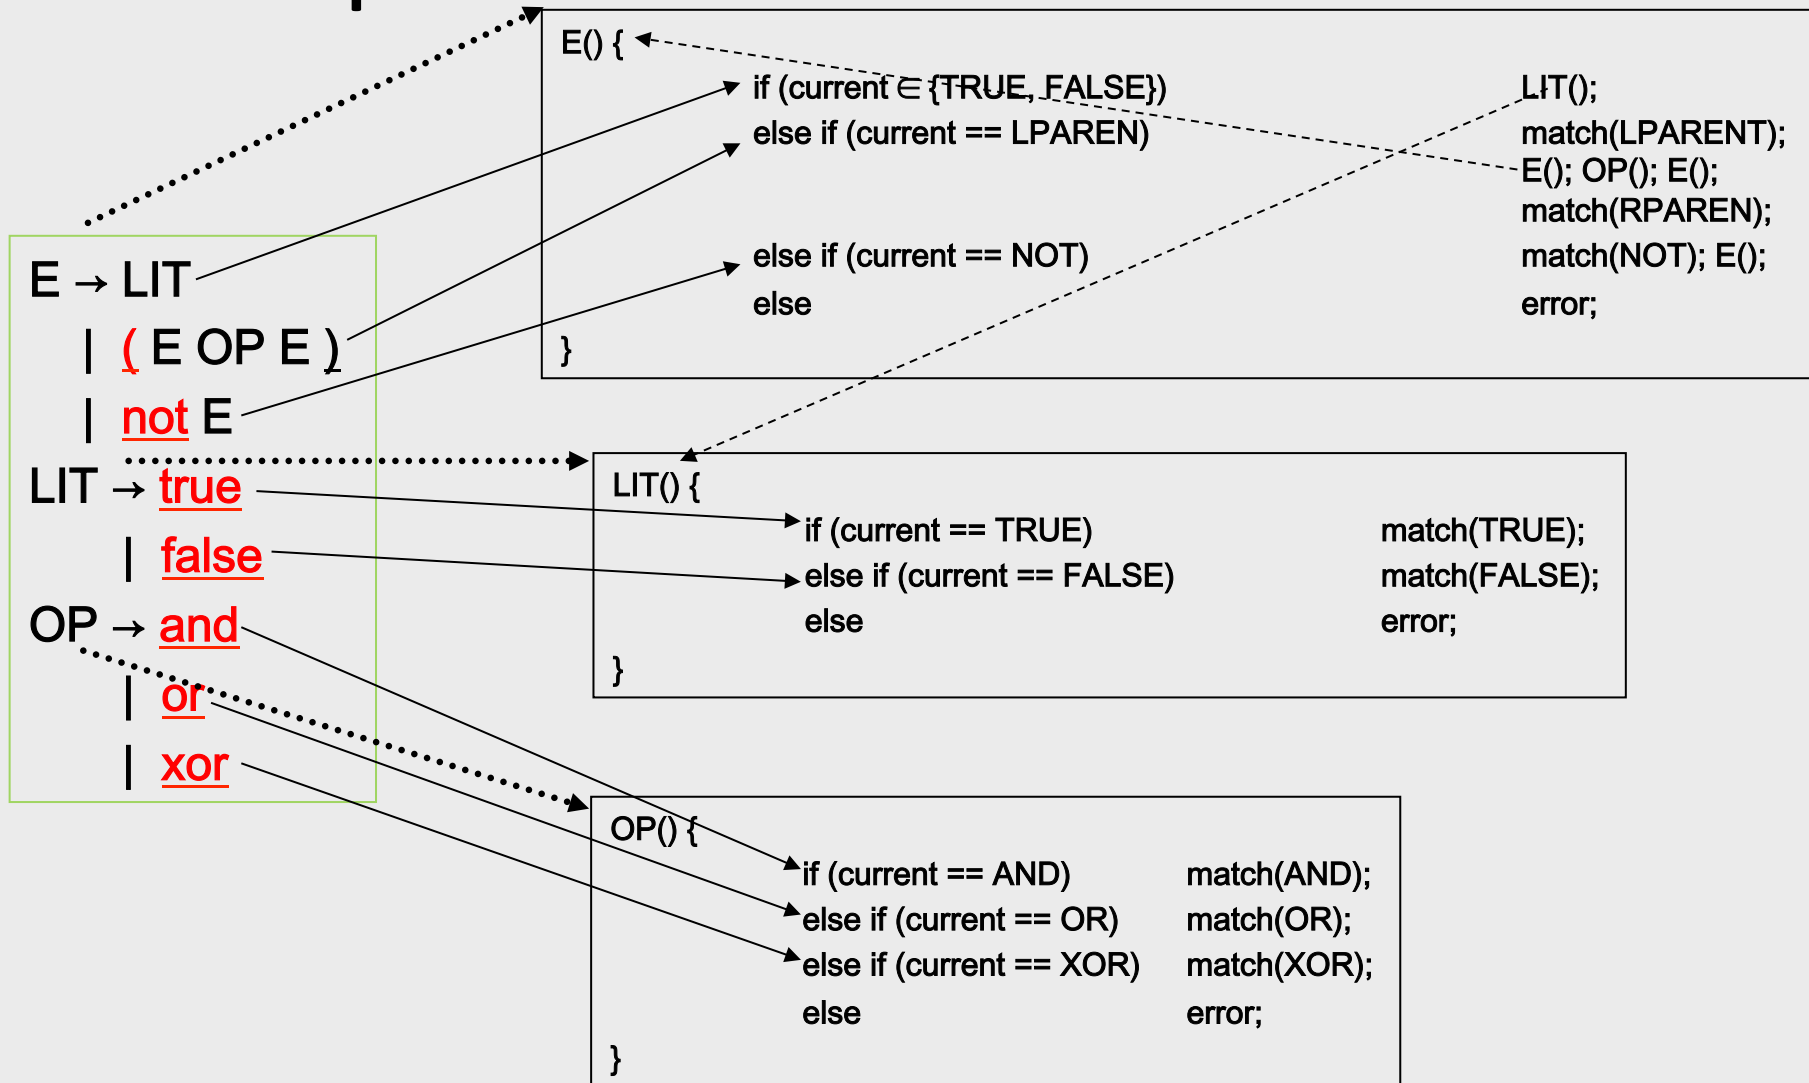 E → LIT
| ( E OP E )
| not E
LIT → true
| false
OP → and
| or
| xor
E() {
if (current ∈ {TRUE, FALSE}) LIT();
else if (current == LPAREN) match(LPARENT);
E(); OP(); E();
match(RPAREN);
else if (current == NOT) match(NOT); E();
else error;
}
LIT() {
if (current == TRUE) match(TRUE);
else if (current == FALSE) match(FALSE);
else error;
}
OP() {
if (current == AND) match(AND);
else if (current == OR) match(OR);
else if (current == XOR) match(XOR);
else error;
}